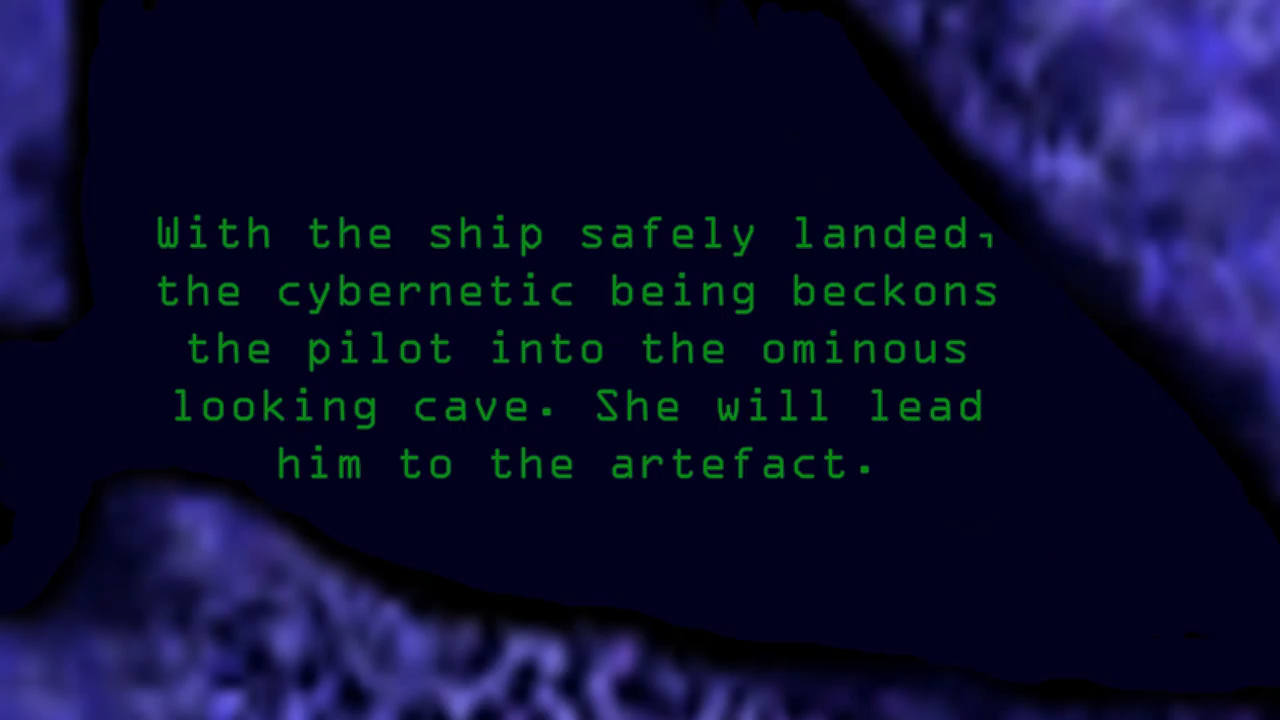 With the ship safely landed,
the cybernetic being beckons
the pilot into the ominous
looking cave. She will lead
him to the artefact.